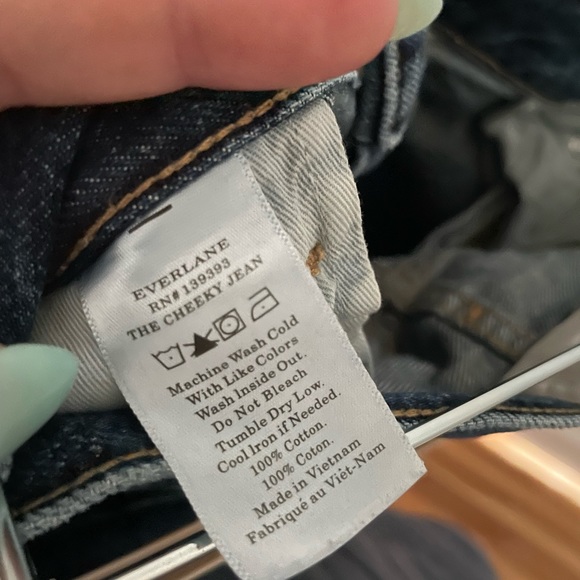 EVERLANE
RN# 139393
THE CHEEKY JEAN
Machine Wash Cold
With Like Colors
Wash Inside Out.
Do Not Bleach
Tumble Dry Low.
Cool Iron if Needed.
100% Cotton.
100% Coton.
Made in Vietnam
Fabriqué au Viêt-Nam